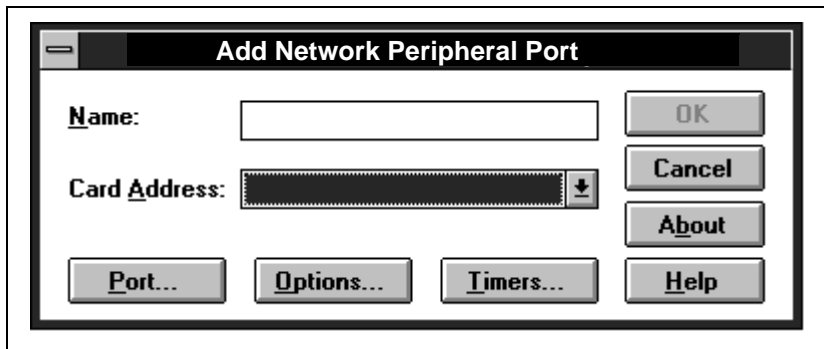 Add Network Peripheral Port
Name:
OK
Card Address:
Cancel
About
Port...
Options...
Timers...
Help